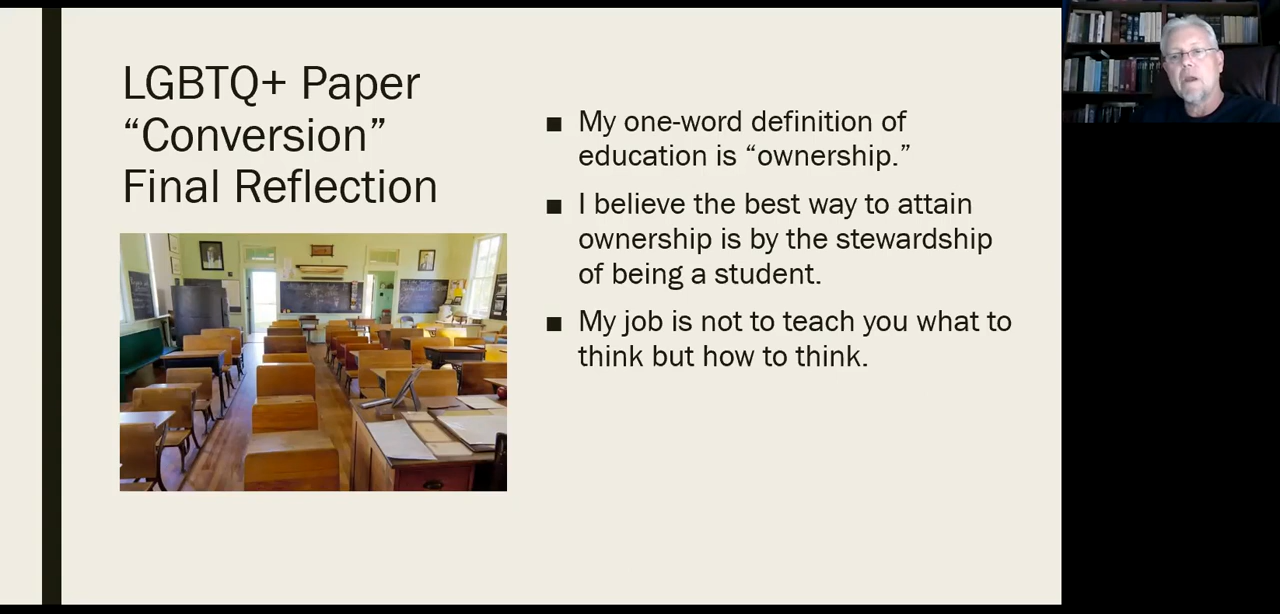 LGBTQ+ Paper
“Conversion”
Final Reflection
■ My one-word definition of
education is “ownership.”
■ I believe the best way to attain
ownership is by the stewardship
of being a student.
■ My job is not to teach you what to
think but how to think.